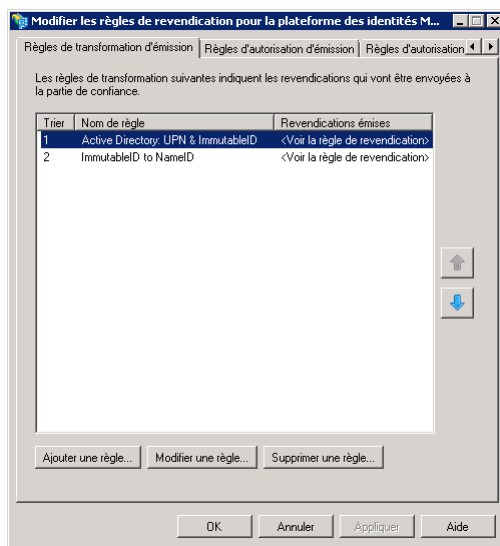 Modifier les règles de revendication pour la plateforme des identités M...
Règles de transformation d'émission Règles d'autorisation d'émission Règles d'autorisation
Les règles de transformation suivantes indiquent les revendications qui vont être envoyées à
la partie de confiance.
Trier Nom de règle Revendications émises
1 Active Directory: UPN & ImmutableID <Voir la règle de revendication>
2 ImmutableID to NameID <Voir la règle de revendication>
Ajouter une règle... Modifier une règle... Supprimer une règle...
OK Annuler Appliquer Aide